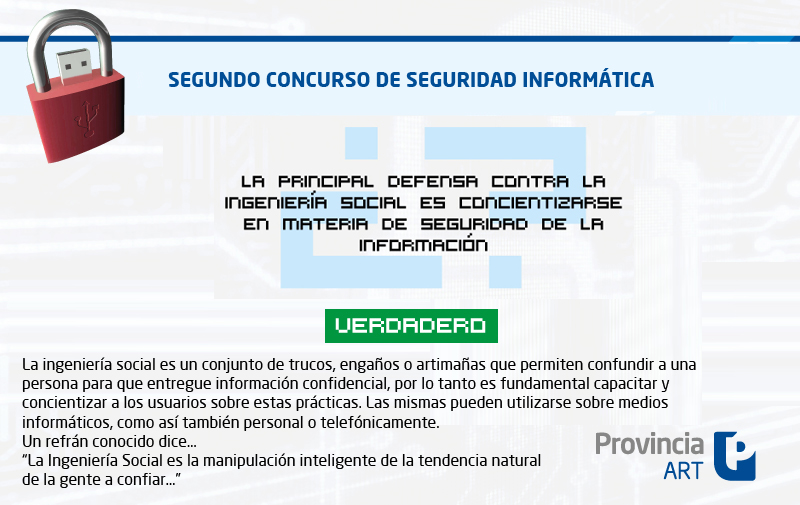 SEGUNDO CONCURSO DE SEGURIDAD INFORMÁTICA
LA PRINCIPAL DEFENSA CONTRA LA
INGENIERÍA SOCIAL ES CONCIENTIZARSE
EN MATERIA DE SEGURIDAD DE LA
INFORMACIÓN
VERDADERO
La ingeniería social es un conjunto de trucos, engaños o artimañas que permiten confundir a una
persona para que entregue información confidencial, por lo tanto es fundamental capacitar y
concientizar a los usuarios sobre estas prácticas. Las mismas pueden utilizarse sobre medios
informáticos, como así también personal o telefónicamente.
Un refrán conocido dice...
“La Ingeniería Social es la manipulación inteligente de la tendencia natural
de la gente a confiar...”
Provincia
ART